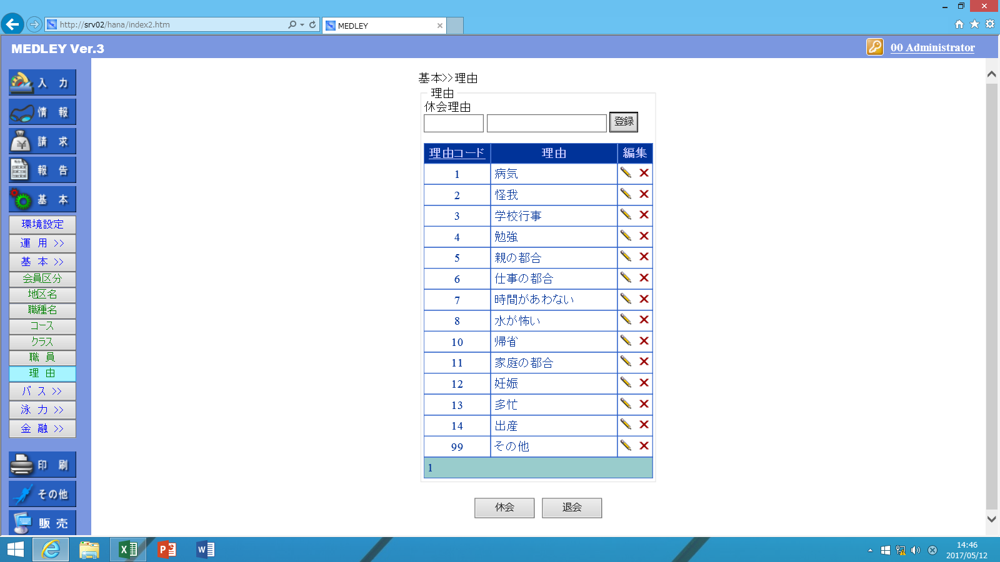 http://srv02/hana/index2.htm
MEDLEY
MEDLEY Ver.3
00 Administrator
入 力
情 報
請 求
報 告
基 本
環境設定
運 用 >>
基 本 >>
会員区分
地区名
職種名
コース
クラス
職 員
理 由
バ ス >>
泳 力 >>
金 融 >>
印 刷
その他
販 売
基本>>理由
理由
休会理由
登録
理由コード 理由 編集
1 病気
2 怪我
3 学校行事
4 勉強
5 親の都合
6 仕事の都合
7 時間があわない
8 水が怖い
10 帰省
11 家庭の都合
12 妊娠
13 多忙
14 出産
99 その他
1
休会 退会
14:46
2017/05/12